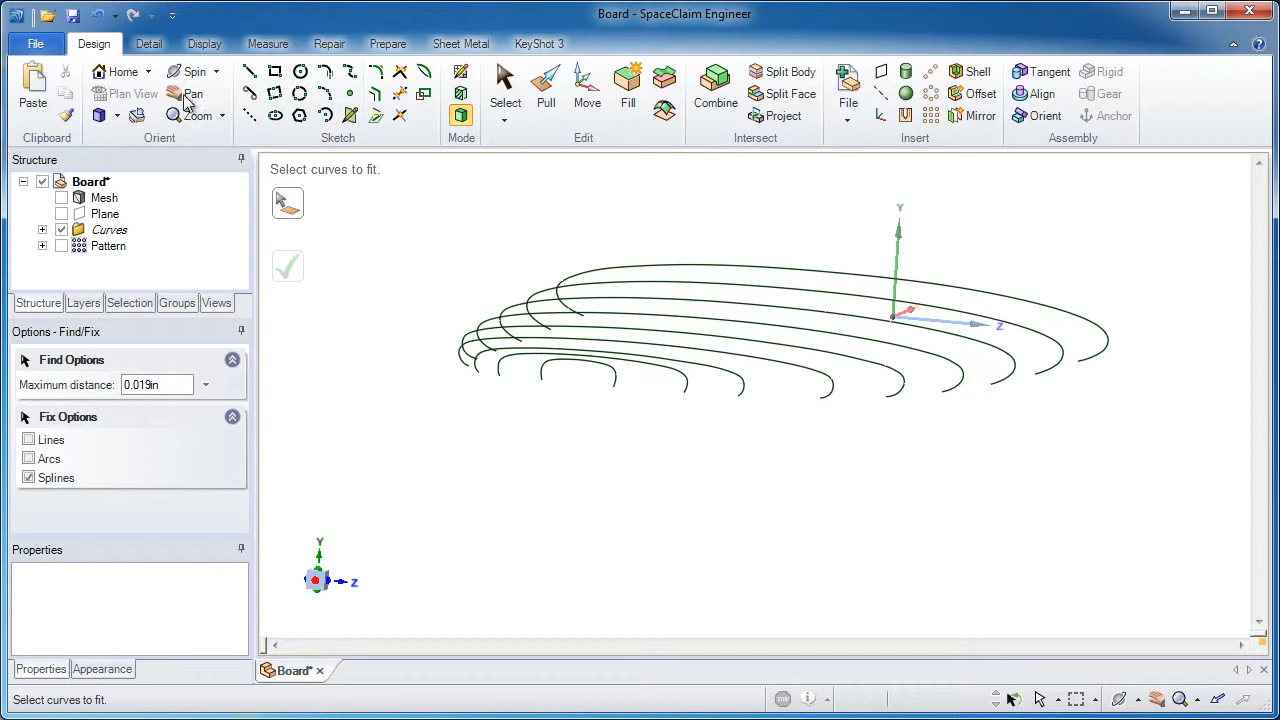 Board - SpaceClaim Engineer
File Design Detail Display Measure Repair Prepare Sheet Metal KeyShot 3
Home Spin
Plan View Pan
Zoom
Paste
Select Pull Move Fill
Combine
Split Body
Split Face
Project
File
Shell
Offset
Mirror
Tangent Rigid
Align Gear
Orient Anchor
Clipboard Orient Sketch Mode Edit Intersect Insert Assembly
Structure
Board*
Mesh
Plane
Curves
Pattern
Structure Layers Selection Groups Views
Options - Find/Fix
Find Options
Maximum distance: 0.019in
Fix Options
Lines
Arcs
Splines
Properties
Properties Appearance
Select curves to fit.
Y
Z
Y
Z
Board*
Select curves to fit.
STOP